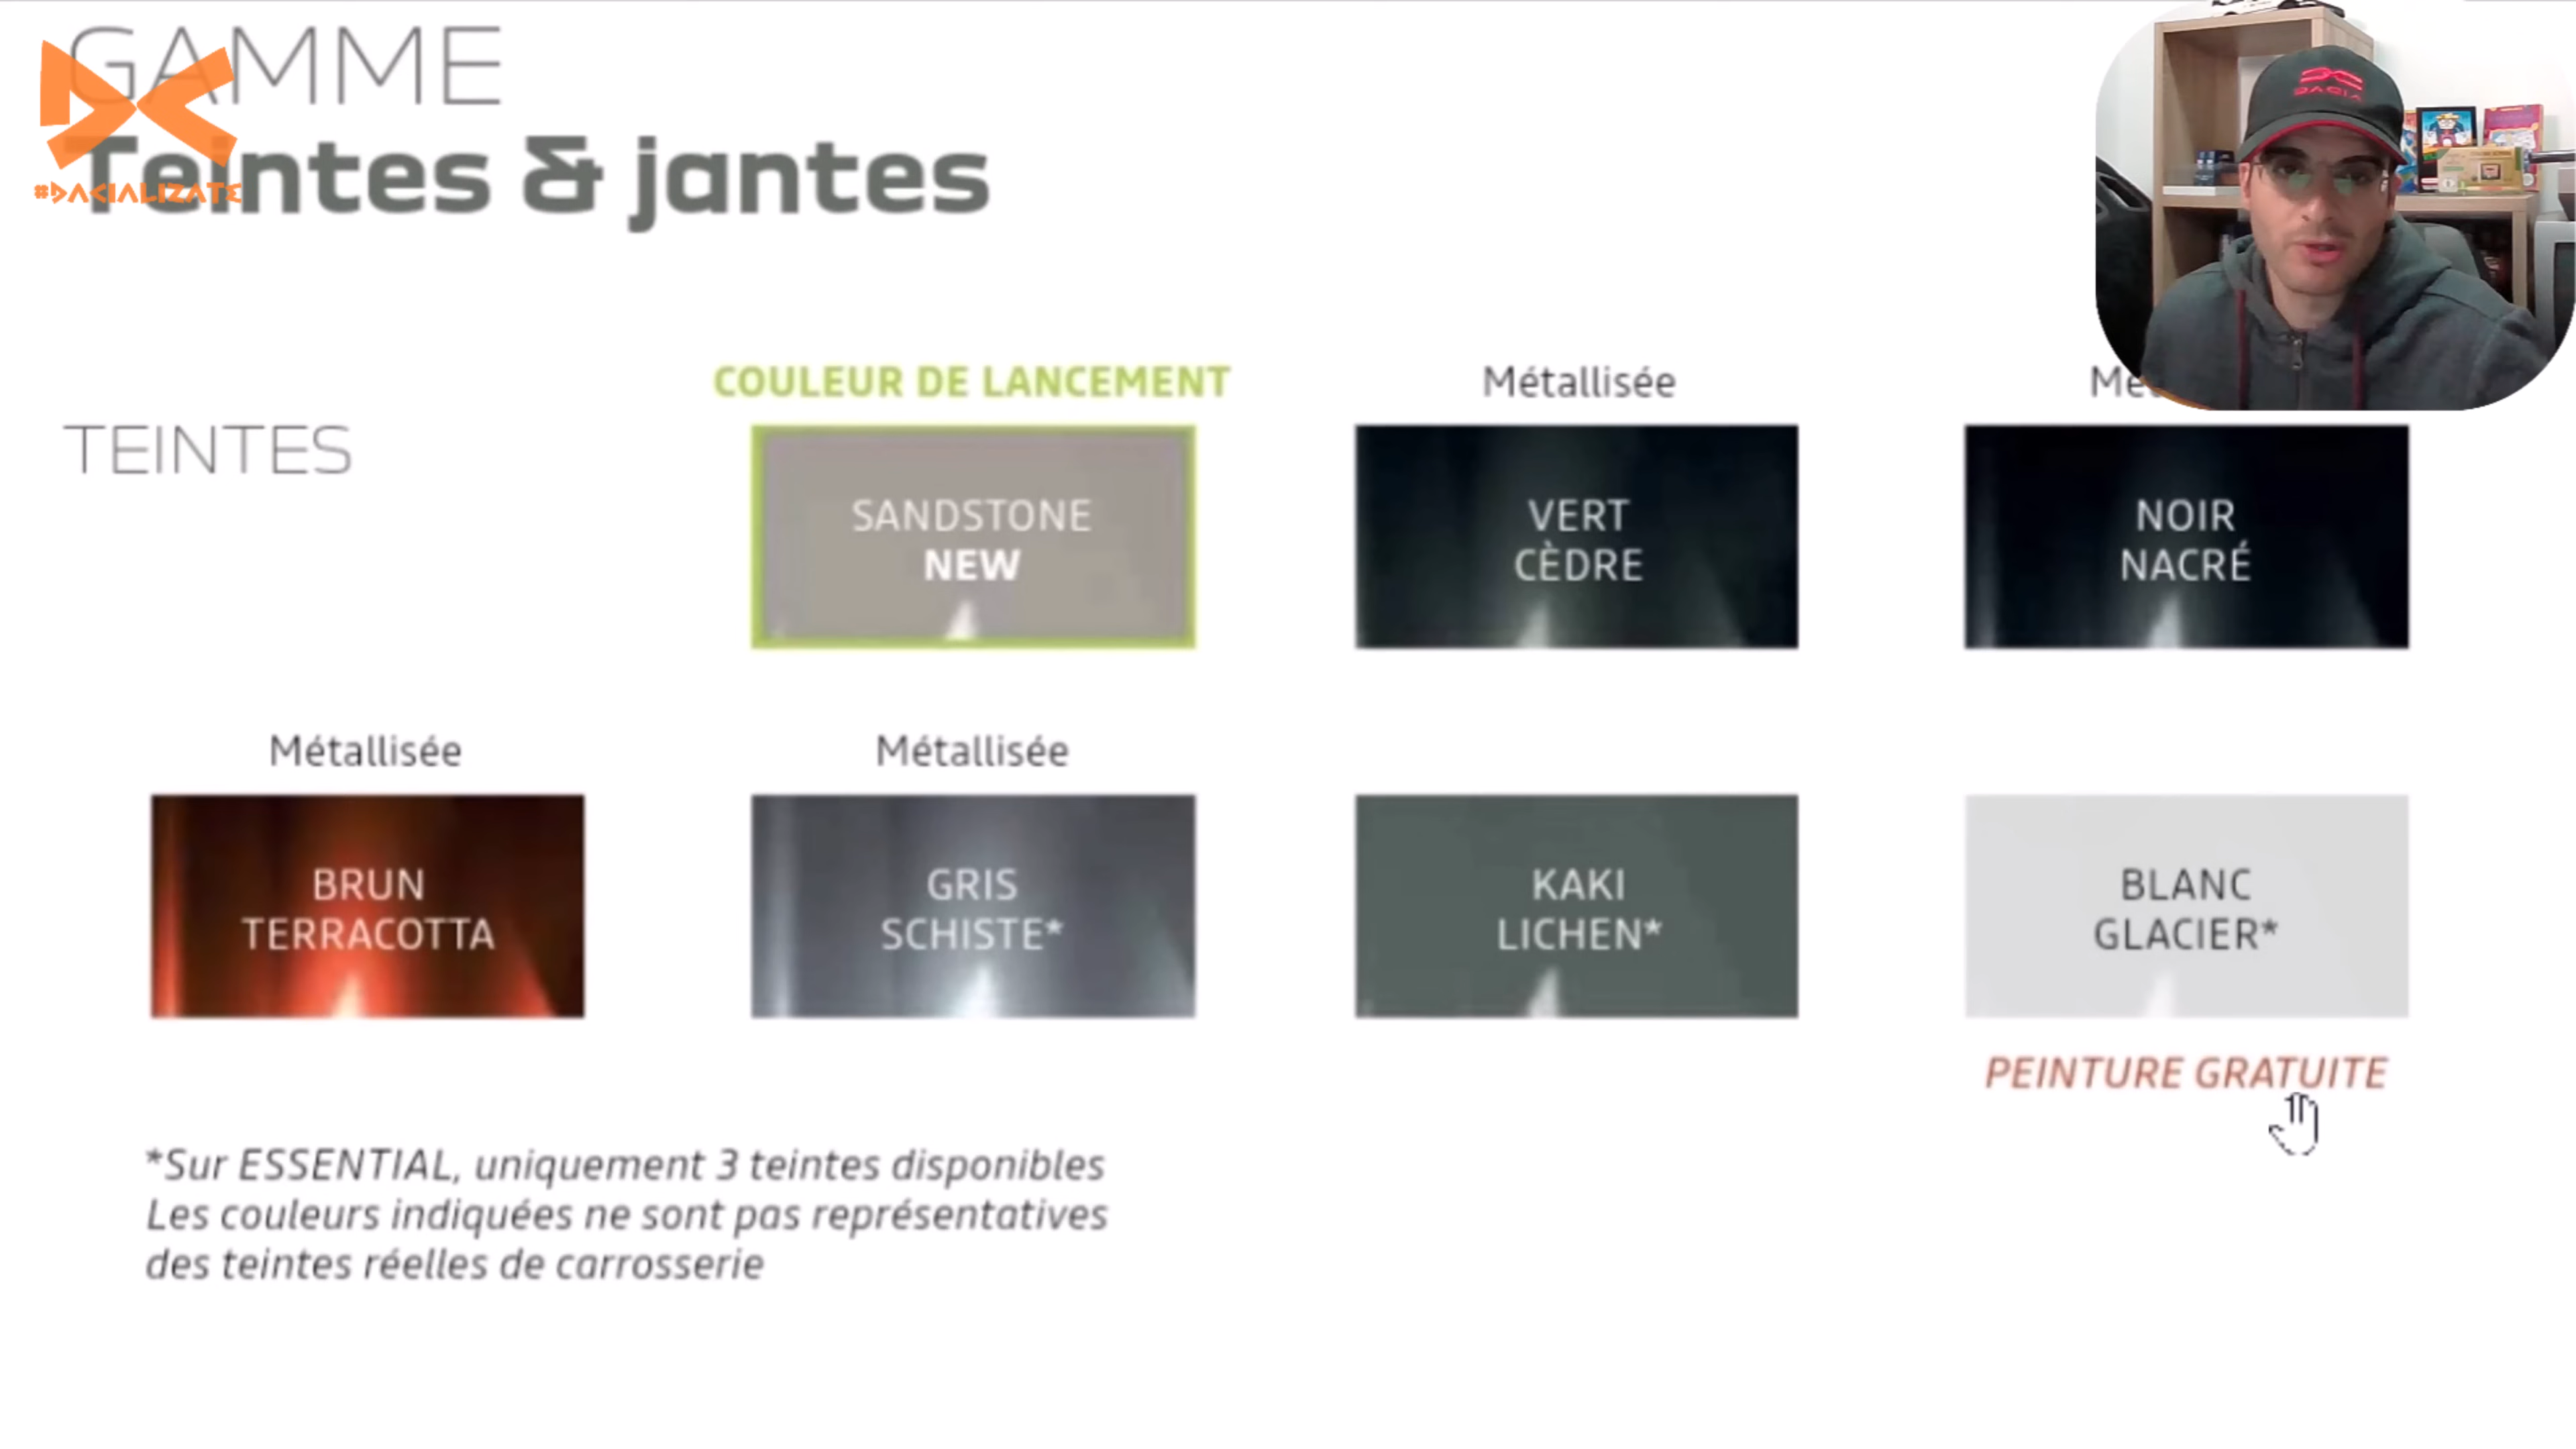 GAMME
Teintes & jantes
#DACIALIZATE
DACIA
COULEUR DE LANCEMENT
Métallisée
TEINTES
SANDSTONE
NEW
VERT
CÈDRE
NOIR
NACRÉ
Métallisée
Métallisée
BRUN
TERRACOTTA
GRIS
SCHISTE*
KAKI
LICHEN*
BLANC
GLACIER*
PEINTURE GRATUITE
*Sur ESSENTIAL, uniquement 3 teintes disponibles
Les couleurs indiquées ne sont pas représentatives
des teintes réelles de carrosserie